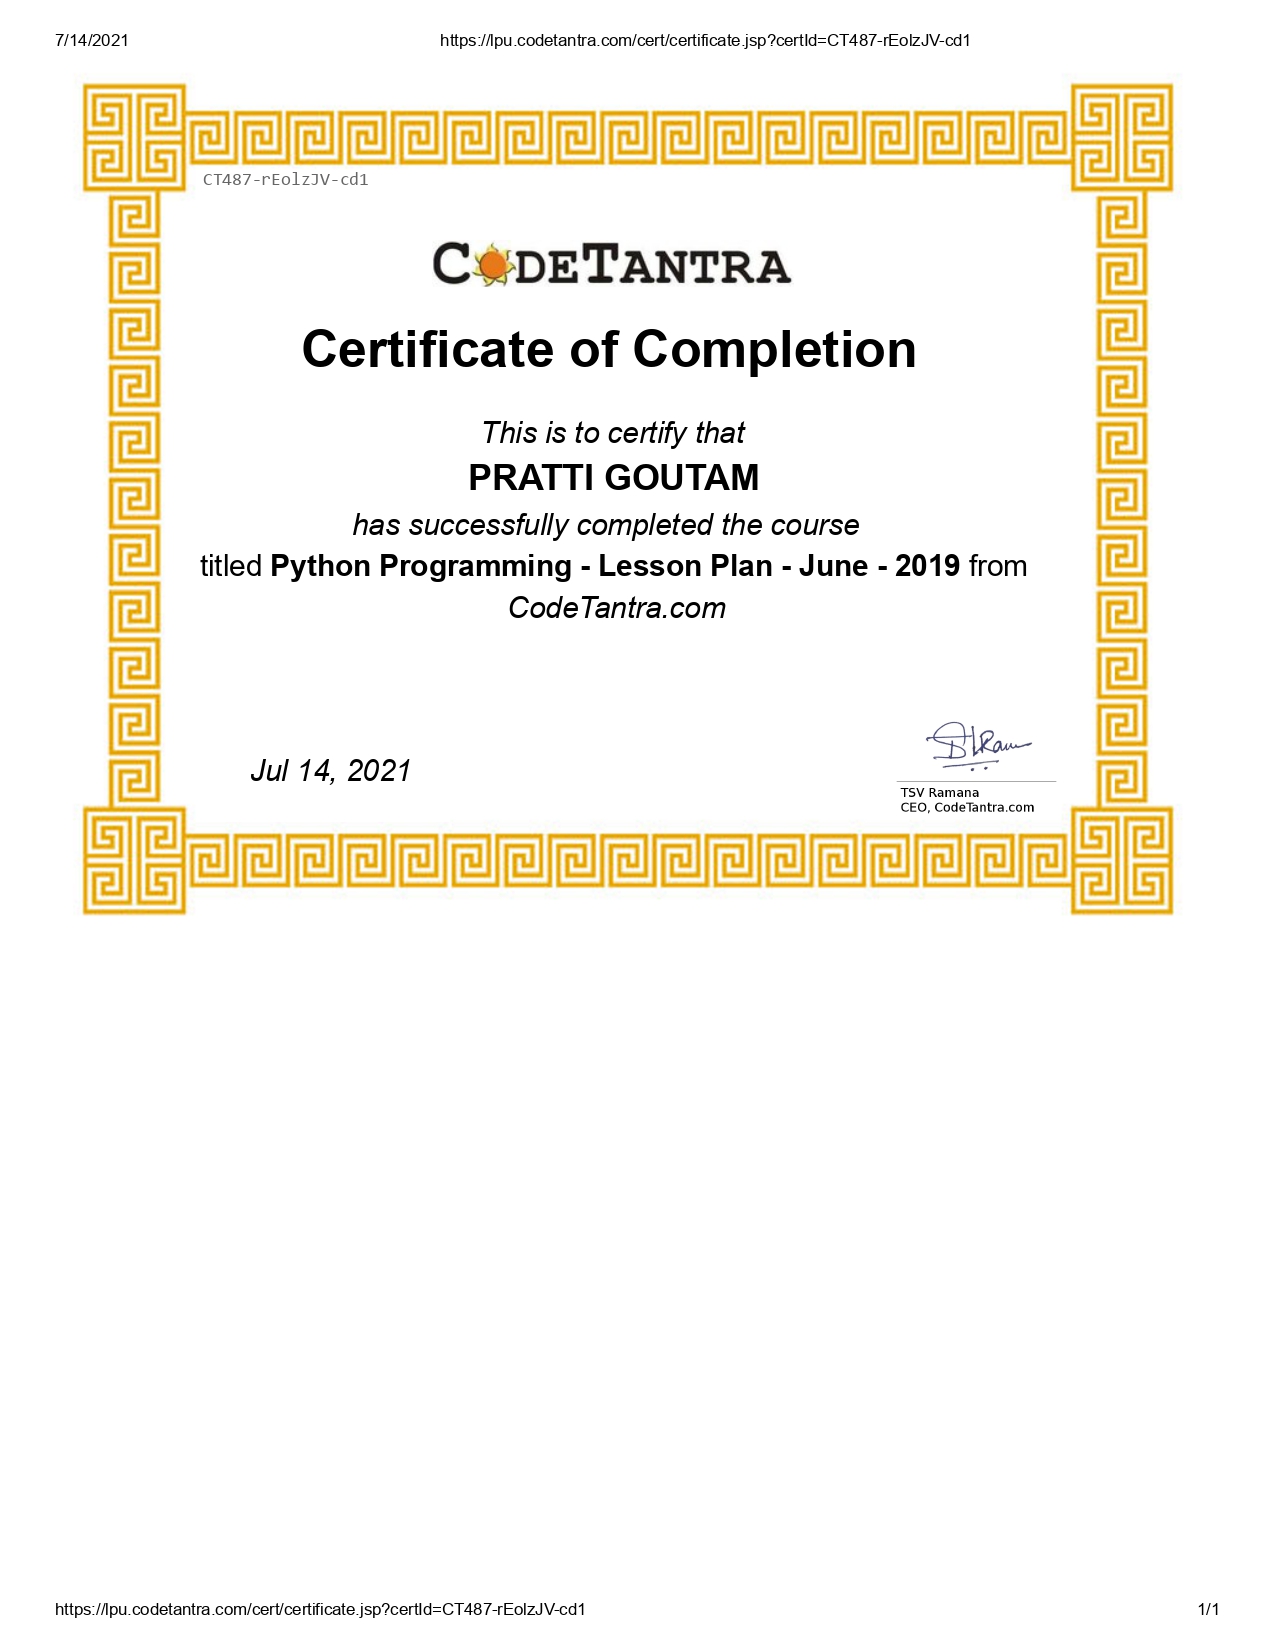 7/14/2021 https://lpu.codetantra.com/cert/certificate.jsp?certId=CT487-rEolzJV-cd1
CT487-rEolzJV-cd1
CODETANTRA
Certificate of Completion
This is to certify that
PRATTI GOUTAM
has successfully completed the course
titled Python Programming - Lesson Plan - June - 2019 from
CodeTantra.com
Jul 14, 2021
TSV Ramana
CEO, CodeTantra.com
https://lpu.codetantra.com/cert/certificate.jsp?certId=CT487-rEolzJV-cd1 1/1